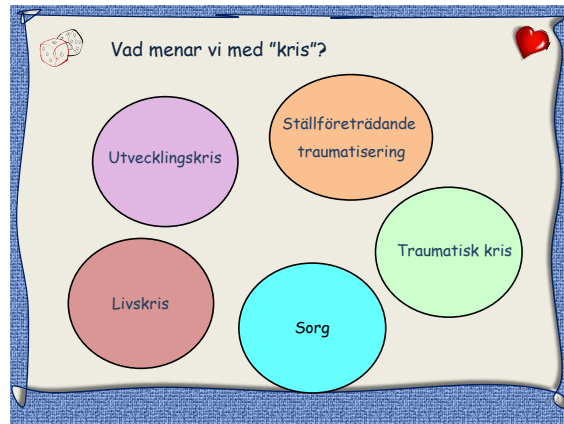 Vad menar vi med ”kris”?
Ställföreträdande
traumatisering
Utvecklingskris
Traumatisk kris
Livskris
Sorg